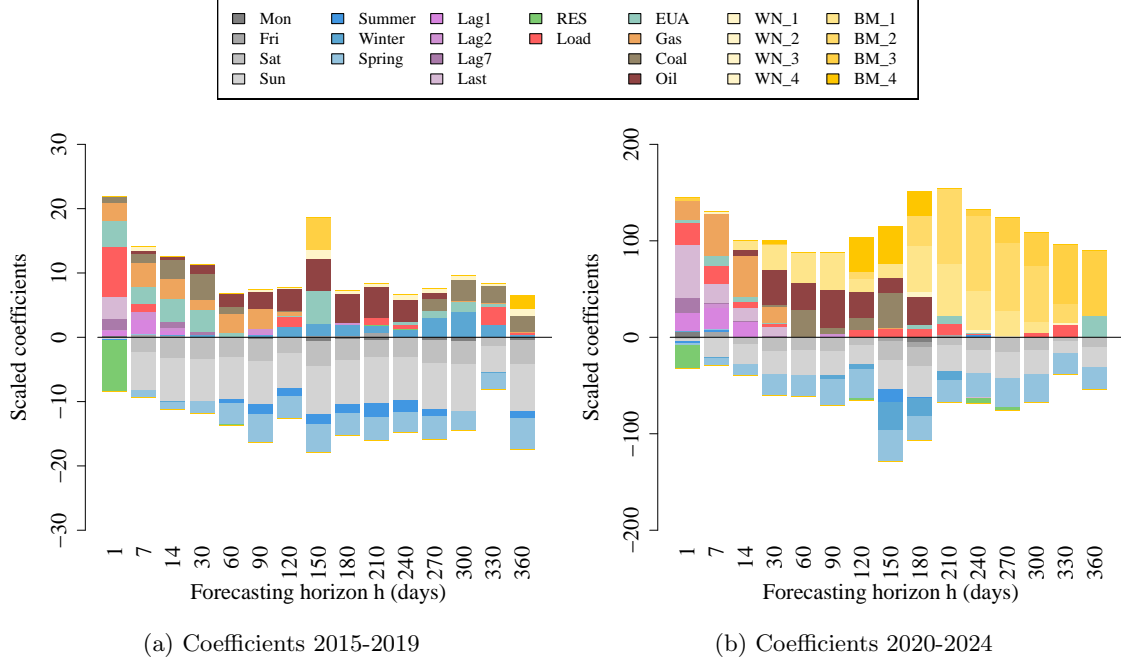 Mon Summer Lag1 RES EUA WN_1 BM_1
Fri Winter Lag2 Load Gas WN_2 BM_2
Sat Spring Lag7 Coal WN_3 BM_3
Sun Last Oil WN_4 BM_4
Scaled coefficients
30
20
10
0
−10
−20
−30
1 7 14 30 60 90 120 150 180 210 240 270 300 330 360
Forecasting horizon h (days)
(a) Coefficients 2015-2019
Scaled coefficients
200
100
0
−100
−200
1 7 14 30 60 90 120 150 180 210 240 270 300 330 360
Forecasting horizon h (days)
(b) Coefficients 2020-2024